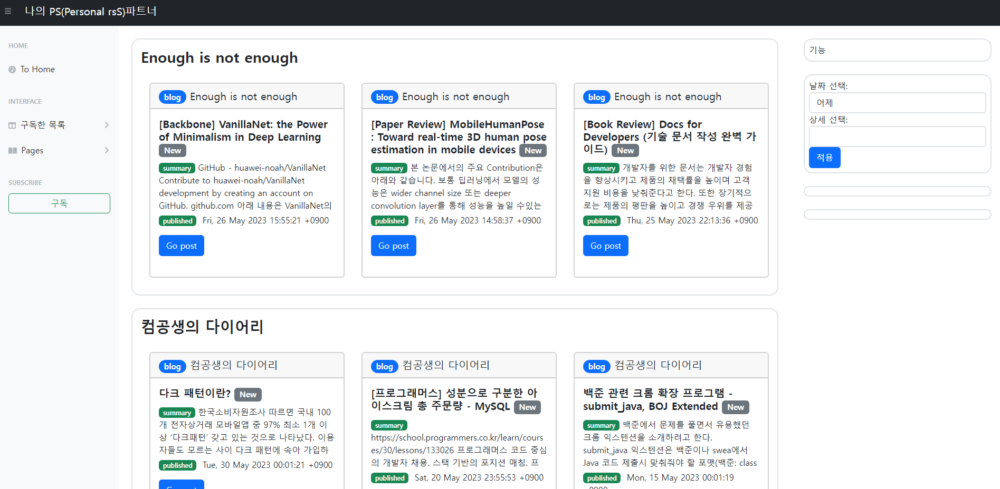 나의 PS(Personal rsS)파트너
HOME
To Home
INTERFACE
구독한 목록
Pages
SUBSCRIBE
구독
Enough is not enough
blog Enough is not enough
[Backbone] VanillaNet: the Power
of Minimalism in Deep Learning
New
summary GitHub - huawei-noah/VanillaNet
Contribute to huawei-noah/VanillaNet
development by creating an account on
GitHub. github.com 아래 내용은 VanillaNet의
published Fri, 26 May 2023 15:55:21 +0900
Go post
blog Enough is not enough
[Paper Review] MobileHumanPose
: Toward real-time 3D human pose
estimation in mobile devices New
summary 본 논문에서의 주요 Contribution은
아래와 같습니다. 보통 딥러닝에서 모델의 성
능은 wider channel size 또는 deeper
convolution layer를 통해 성능을 높일 수있는
published Fri, 26 May 2023 14:58:37 +0900
Go post
blog Enough is not enough
[Book Review] Docs for
Developers (기술 문서 작성 완벽 가
이드) New
summary 개발자를 위한 문서는 개발자 경험
을 향상시키고 제품의 채택률을 높이며 고객
지원 비용을 낮춰준다고 한다. 또한 장기적으
로는 제품의 평판을 높이고 경쟁 우위를 제공
published Thu, 25 May 2023 22:13:36 +0900
Go post
컴공생의 다이어리
blog 컴공생의 다이어리
다크 패턴이란? New
summary 한국소비자원조사 따르면 국내 100
개 전자상거래 모바일앱 중 97% 최소 1개 이
상 ‘다크패턴’ 갖고 있는 것으로 나타났다. 이용
자들도 모르는 사이 다크 패턴에 속아 가입하
published Tue, 30 May 2023 00:01:21 +0900
blog 컴공생의 다이어리
[프로그래머스] 성분으로 구분한 아
이스크림 총 주문량 - MySQL New
summary
https://school.programmers.co.kr/learn/cours
es/30/lessons/133026 프로그래머스 코드 중심
의 개발자 채용. 스택 기반의 포지션 매칭. 프
published Sat, 20 May 2023 23:55:53 +0900
blog 컴공생의 다이어리
백준 관련 크롬 확장 프로그램 -
submit_java, BOJ Extended New
summary 백준에서 문제를 풀면서 유용했던
크롬 익스텐션을 소개하려고 한다.
submit_java 익스텐션은 백준이나 swea에서
Java 코드 제출시 맞춰줘야 할 포맷(백준: class
published Mon, 15 May 2023 00:01:19
기능
날짜 선택:
어제
상세 선택:
적용